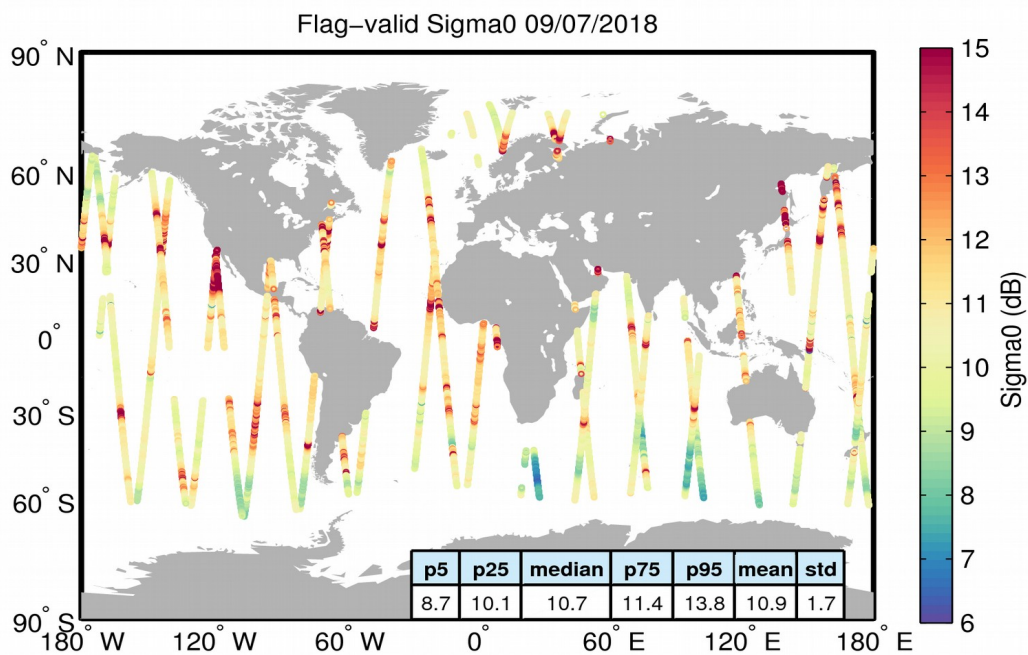 Flag−valid Sigma0 09/07/2018
90° N
60° N
30° N
0°
30° S
60° S
90° S
180° W
120° W
60° W
0°
60° E
120° E
180° E
p5 p25 median p75 p95 mean std
8.7 10.1 10.7 11.4 13.8 10.9 1.7
15
14
13
12
11
10
9
8
7
6
Sigma0 (dB)